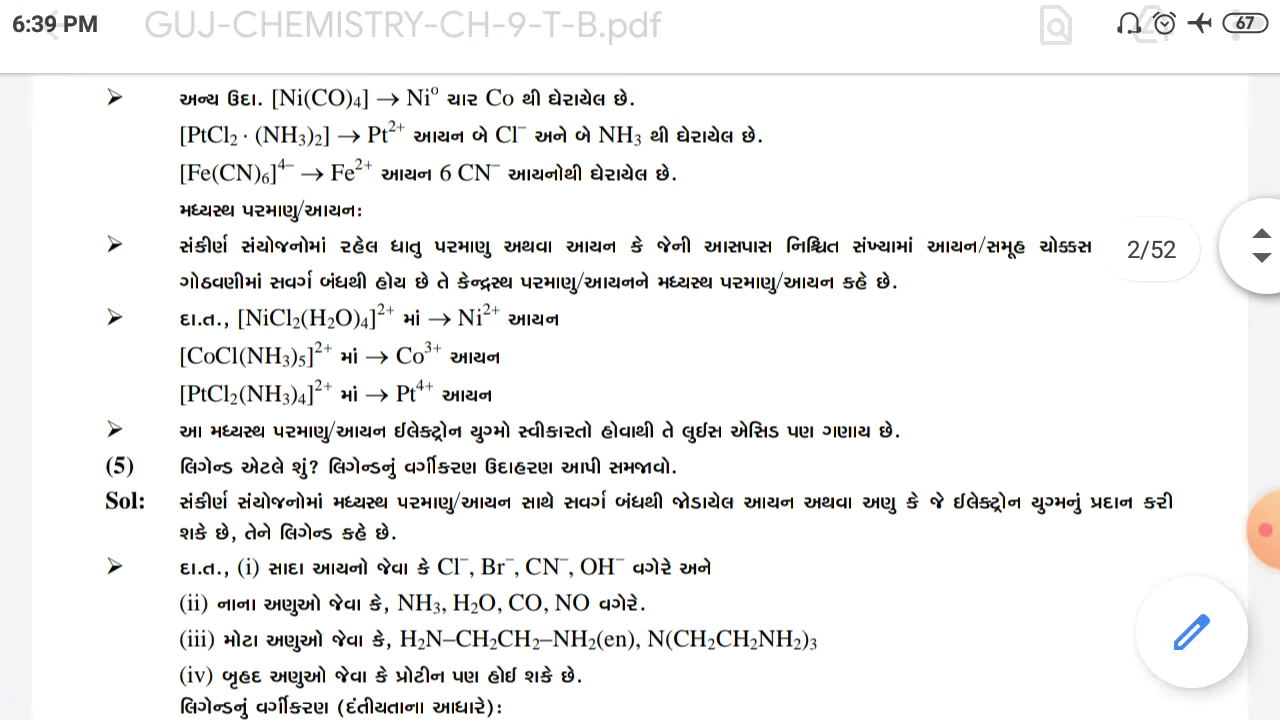 6:39 PM
GUJ-CHEMISTRY-CH-9-T-B.pdf
67
➢ અન્ય ઉદા. [Ni(CO)₄] → Ni⁰ ચાર Co થી ઘેરાયેલ છે.
[PtCl₂ · (NH₃)₂] → Pt²⁺ આયન બે Cl⁻ અને બે NH₃ થી ઘેરાયેલ છે.
[Fe(CN)₆]⁴⁻ → Fe²⁺ આયન 6 CN⁻ આયનોથી ઘેરાયેલ છે.
મધ્યસ્થ પરમાણુ/આયન:
➢ સંકીર્ણ સંયોજનોમાં રહેલ ધાતુ પરમાણુ અથવા આયન કે જેની આસપાસ નિશ્ચિત સંખ્યામાં આયન/સમૂહ ચોક્કસ
2/52
ગોઠવણીમાં સવર્ગ બંધથી હોય છે તે કેન્દ્રસ્થ પરમાણુ/આયનને મધ્યસ્થ પરમાણુ/આયન કહે છે.
➢ દા.ત., [NiCl₂(H₂O)₄]²⁺ માં → Ni²⁺ આયન
[CoCl(NH₃)₅]²⁺ માં → Co³⁺ આયન
[PtCl₂(NH₃)₄]²⁺ માં → Pt⁴⁺ આયન
➢ આ મધ્યસ્થ પરમાણુ/આયન ઈલેક્ટ્રોન યુગ્મો સ્વીકારતો હોવાથી તે લુઈસ એસિડ પણ ગણાય છે.
(5) લિગેન્ડ એટલે શું? લિગેન્ડનું વર્ગીકરણ ઉદાહરણ આપી સમજાવો.
Sol: સંકીર્ણ સંયોજનોમાં મધ્યસ્થ પરમાણુ/આયન સાથે સવર્ગ બંધથી જોડાયેલ આયન અથવા અણુ કે જે ઈલેક્ટ્રોન યુગ્મનું પ્રદાન કરી
શકે છે, તેને લિગેન્ડ કહે છે.
➢ દા.ત., (i) સાદા આયનો જેવા કે Cl⁻, Br⁻, CN⁻, OH⁻ વગેરે અને
(ii) નાના અણુઓ જેવા કે, NH₃, H₂O, CO, NO વગેરે.
(iii) મોટા અણુઓ જેવા કે, H₂N–CH₂CH₂–NH₂(en), N(CH₂CH₂NH₂)₃
(iv) બૃહદ અણુઓ જેવા કે પ્રોટીન પણ હોઈ શકે છે.
લિગેન્ડનું વર્ગીકરણ (દંતીયતાના આધારે):